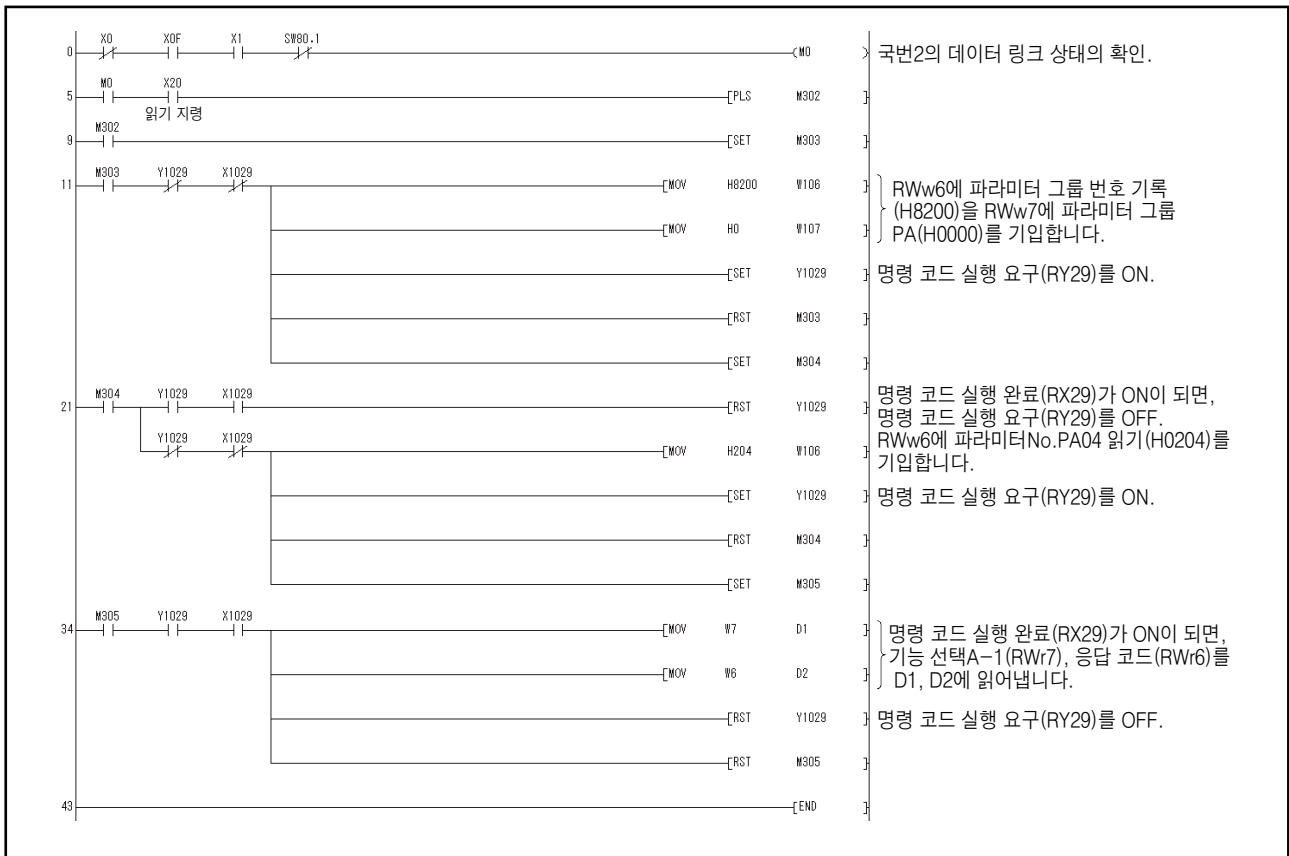 X0 X0F X1 SW80.1
0 (M0 ) 국번2의 데이터 링크 상태의 확인.
M0 X20
5 [PLS M302 ]
읽기 지령
M302
9 [SET M303 ]
M303 Y1029 X1029
11 [MOV H8200 W106 ]
RWw6에 파라미터 그룹 번호 기록
(H8200)을 RWw7에 파라미터 그룹
[MOV H0 W107 ]
PA(H0000)를 기입합니다.
[SET Y1029 ] 명령 코드 실행 요구(RY29)를 ON.
[RST M303 ]
[SET M304 ]
M304 Y1029 X1029
21 [RST Y1029 ]
명령 코드 실행 완료(RX29)가 ON이 되면,
명령 코드 실행 요구(RY29)를 OFF.
Y1029 X1029
[MOV H204 W106 ]
RWw6에 파라미터No.PA04 읽기(H0204)를
기입합니다.
[SET Y1029 ] 명령 코드 실행 요구(RY29)를 ON.
[RST M304 ]
[SET M305 ]
M305 Y1029 X1029
34 [MOV W7 D1 ]
명령 코드 실행 완료(RX29)가 ON이 되면,
기능 선택A-1(RWr7), 응답 코드(RWr6)를
[MOV W6 D2 ]
D1, D2에 읽어냅니다.
[RST Y1029 ] 명령 코드 실행 요구(RY29)를 OFF.
[RST M305 ]
43 [END ]